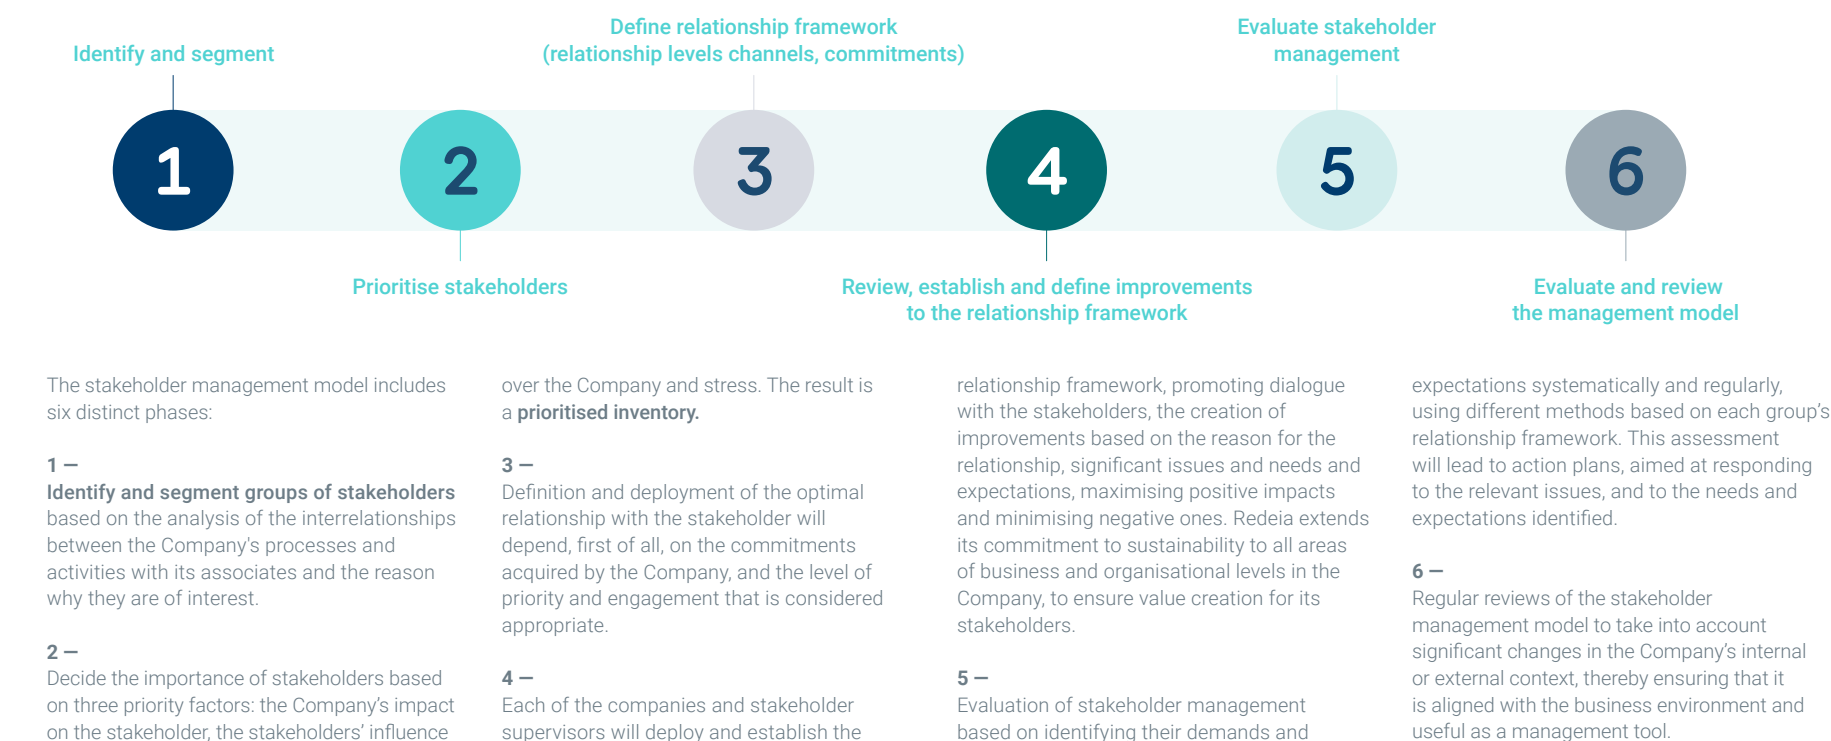 Identify and segment
Define relationship framework
(relationship levels channels, commitments)
Evaluate stakeholder
management
1
2
3
4
5
6
Prioritise stakeholders
Review, establish and define improvements
to the relationship framework
Evaluate and review
the management model
The stakeholder management model includes
six distinct phases:
1 —
Identify and segment groups of stakeholders
based on the analysis of the interrelationships
between the Company's processes and
activities with its associates and the reason
why they are of interest.
2 —
Decide the importance of stakeholders based
on three priority factors: the Company’s impact
on the stakeholder, the stakeholders’ influence
over the Company and stress. The result is
a prioritised inventory.
3 —
Definition and deployment of the optimal
relationship with the stakeholder will
depend, first of all, on the commitments
acquired by the Company, and the level of
priority and engagement that is considered
appropriate.
4 —
Each of the companies and stakeholder
supervisors will deploy and establish the
relationship framework, promoting dialogue
with the stakeholders, the creation of
improvements based on the reason for the
relationship, significant issues and needs and
expectations, maximising positive impacts
and minimising negative ones. Redeia extends
its commitment to sustainability to all areas
of business and organisational levels in the
Company, to ensure value creation for its
stakeholders.
5 —
Evaluation of stakeholder management
based on identifying their demands and
expectations systematically and regularly,
using different methods based on each group’s
relationship framework. This assessment
will lead to action plans, aimed at responding
to the relevant issues, and to the needs and
expectations identified.
6 —
Regular reviews of the stakeholder
management model to take into account
significant changes in the Company’s internal
or external context, thereby ensuring that it
is aligned with the business environment and
useful as a management tool.